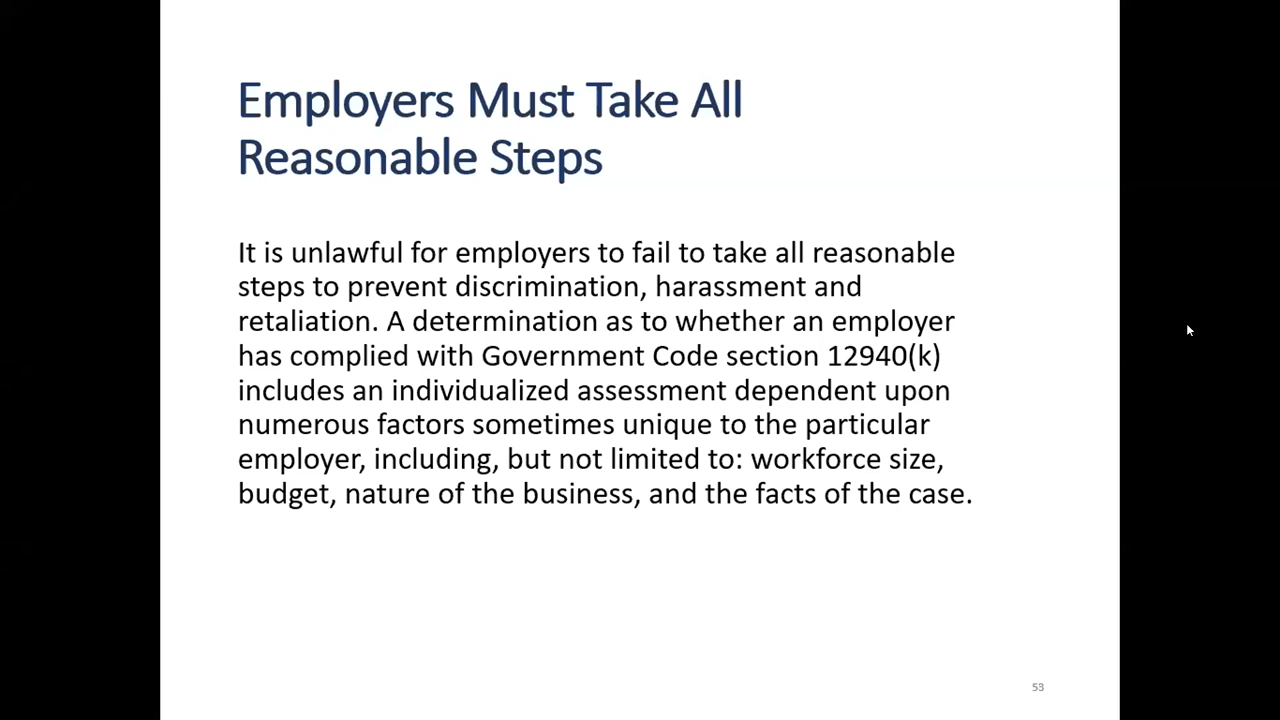 Employers Must Take All
Reasonable Steps
It is unlawful for employers to fail to take all reasonable
steps to prevent discrimination, harassment and
retaliation. A determination as to whether an employer
has complied with Government Code section 12940(k)
includes an individualized assessment dependent upon
numerous factors sometimes unique to the particular
employer, including, but not limited to: workforce size,
budget, nature of the business, and the facts of the case.
53